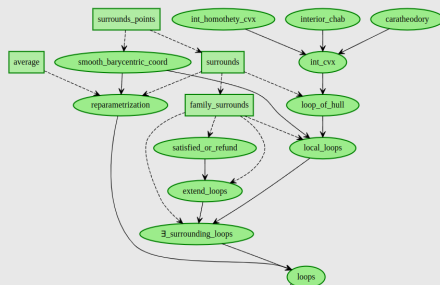 surrounds_points
int_homothety_cvx
interior_chab
caratheodory
average
smooth_barycentric_coord
surrounds
int_cvx
reparametrization
family_surrounds
loop_of_hull
satisfied_or_refund
local_loops
extend_loops
∃_surrounding_loops
loops